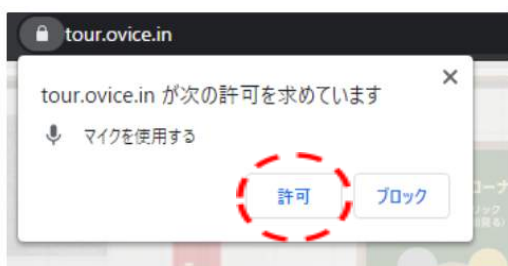 tour.ovice.in
tour.ovice.in が次の許可を求めています
マイクを使用する
許可
ブロック